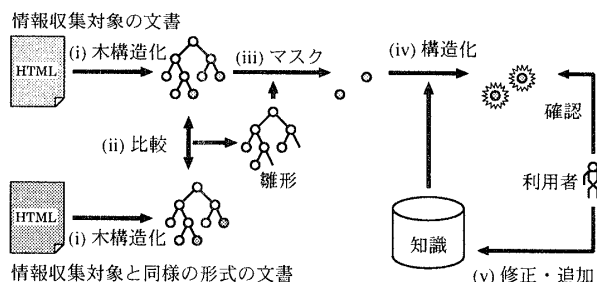 情報収集対象の文書
HTML
(i) 木構造化
(iii) マスク
(iv) 構造化
(ii) 比較
雛形
確認
利用者
HTML
(i) 木構造化
知識
情報収集対象と同様の形式の文書
(v) 修正・追加